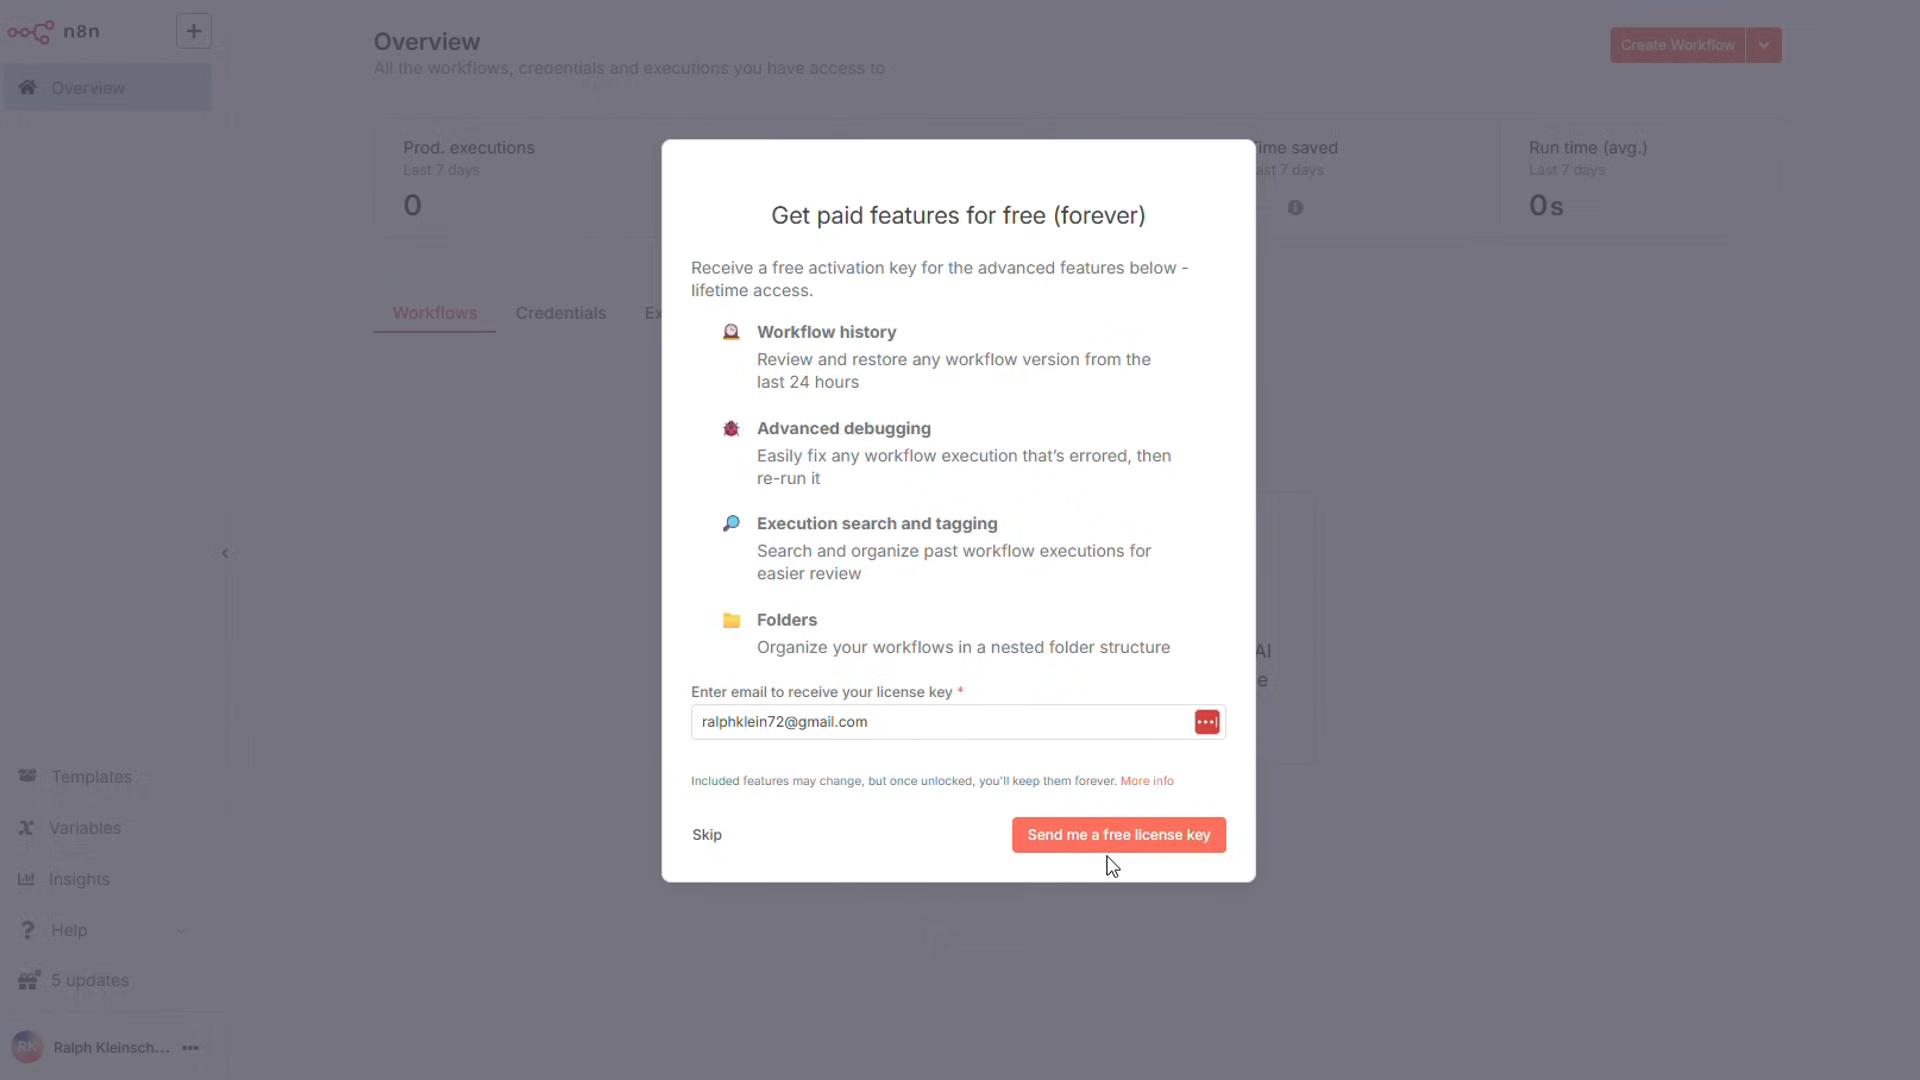 n8n
Overview
All the workflows, credentials and executions you have access to
Create Workflow
Overview
Prod. executions
Last 7 days
0
Time saved
Last 7 days
Run time (avg.)
Last 7 days
0s
Workflows
Credentials
Get paid features for free (forever)
Receive a free activation key for the advanced features below -
lifetime access.
Workflow history
Review and restore any workflow version from the
last 24 hours
Advanced debugging
Easily fix any workflow execution that's errored, then
re-run it
Execution search and tagging
Search and organize past workflow executions for
easier review
Folders
Organize your workflows in a nested folder structure
Enter email to receive your license key *
ralphklein72@gmail.com
Included features may change, but once unlocked, you'll keep them forever. More info
Skip
Send me a free license key
AI
Templates
Variables
Insights
Help
5 updates
RK
Ralph Kleinsch...